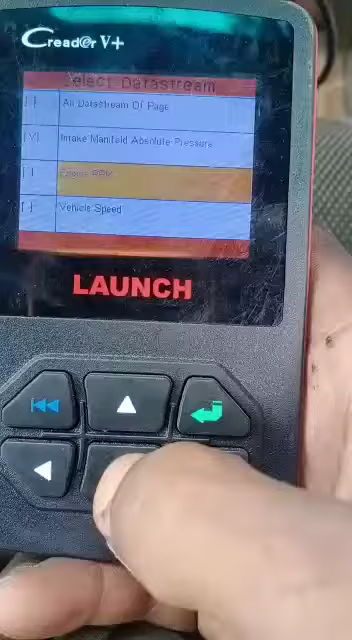 Creader V+
Select Datastream
[ ] All Datastream Of Page
[V] Intake Manifold Absolute Pressure
[ ] Engine RPM
[ ] Vehicle Speed
LAUNCH